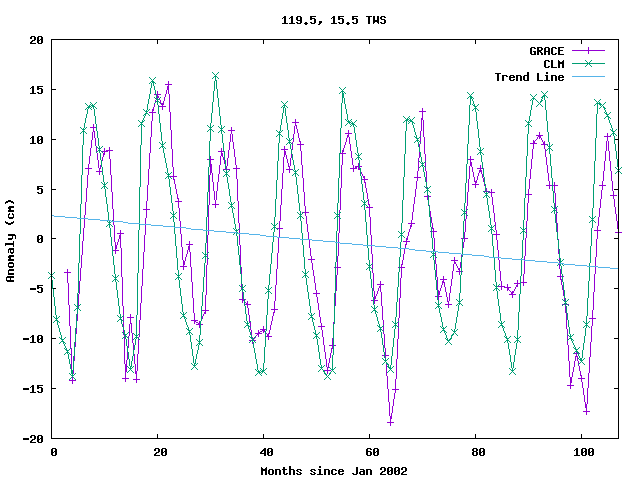 119.5, 15.5 TWS
GRACE
CLM
Trend Line
20
15
10
5
0
-5
-10
-15
-20
Anomaly (cm)
0 20 40 60 80 100
Months since Jan 2002